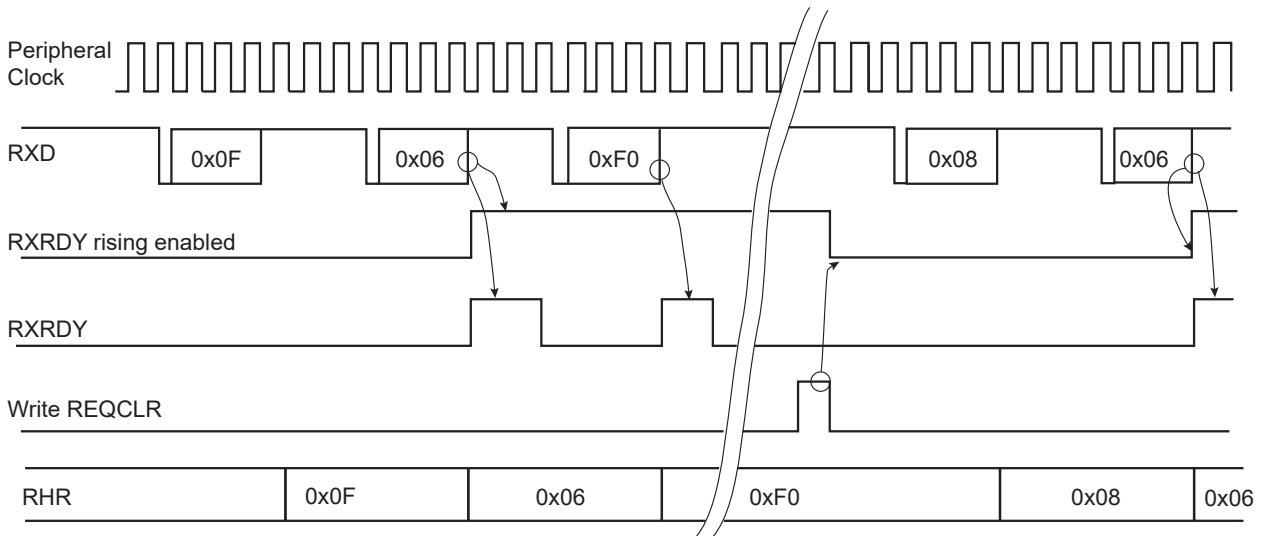 Peripheral
Clock
RXD
0x0F
0x06
0xF0
0x08
0x06
RXRDY rising enabled
RXRDY
Write REQCLR
RHR
0x0F
0x06
0xF0
0x08
0x06